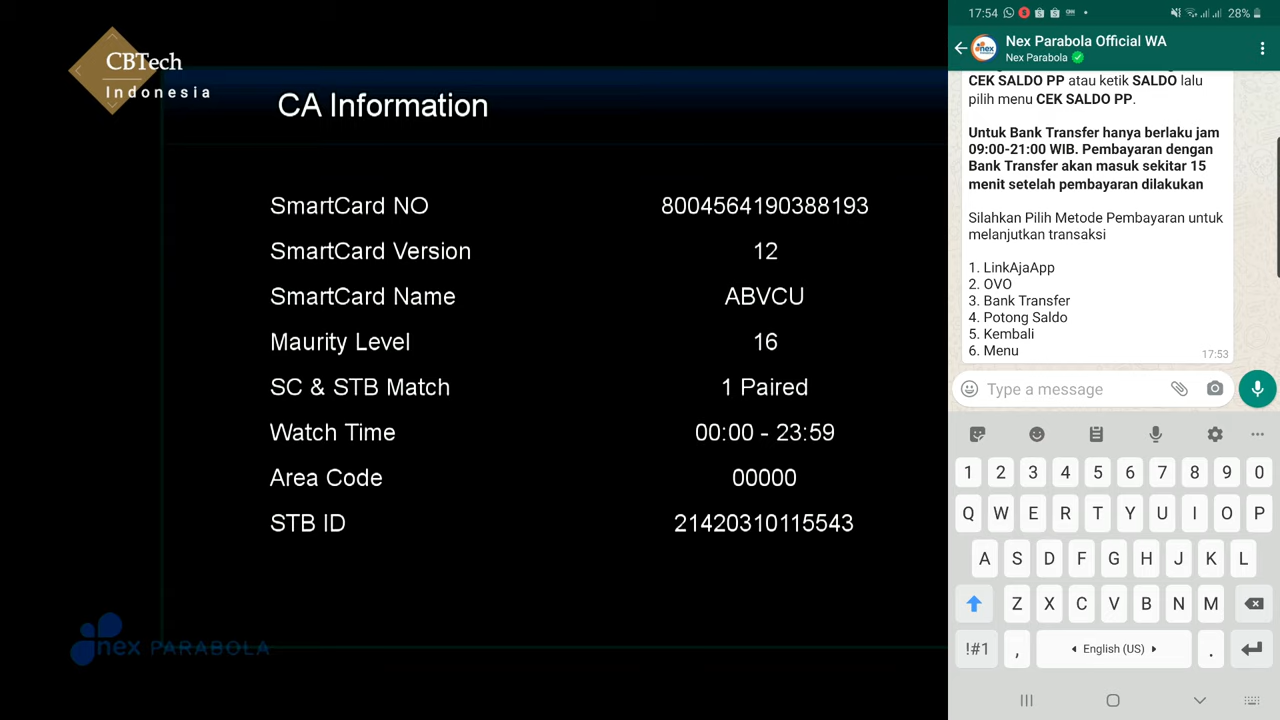 CBTech
Indonesia
CA Information
SmartCard NO 8004564190388193
SmartCard Version 12
SmartCard Name ABVCU
Maurity Level 16
SC & STB Match 1 Paired
Watch Time 00:00 - 23:59
Area Code 00000
STB ID 21420310115543
nex PARABOLA
17:54 28%
Nex Parabola Official WA
Nex Parabola
CEK SALDO PP atau ketik SALDO lalu
pilih menu CEK SALDO PP.
Untuk Bank Transfer hanya berlaku jam
09:00-21:00 WIB. Pembayaran dengan
Bank Transfer akan masuk sekitar 15
menit setelah pembayaran dilakukan
Silahkan Pilih Metode Pembayaran untuk
melanjutkan transaksi
1. LinkAjaApp
2. OVO
3. Bank Transfer
4. Potong Saldo
5. Kembali
6. Menu
17:53
Type a message
1 2 3 4 5 6 7 8 9 0
Q W E R T Y U I O P
A S D F G H J K L
Z X C V B N M
!#1 , English (US) .